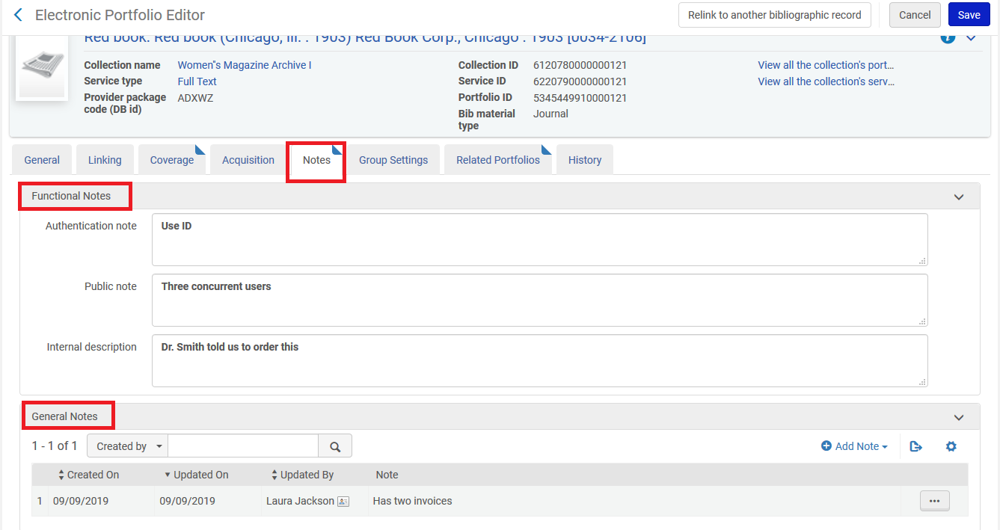 Electronic Portfolio Editor
Relink to another bibliographic record
Cancel
Save
Red book. Red book (Chicago, Ill. : 1903) Red Book Corp., Chicago : 1903 [0034-2106]
Collection name Women"s Magazine Archive I
Service type Full Text
Provider package code (DB id) ADXWZ
Collection ID 6120780000000121
Service ID 6220790000000121
Portfolio ID 5345449910000121
Bib material type Journal
View all the collection's port...
View all the collection's serv...
General Linking Coverage Acquisition Notes Group Settings Related Portfolios History
Functional Notes
Authentication note Use ID
Public note Three concurrent users
Internal description Dr. Smith told us to order this
General Notes
1 - 1 of 1 Created by Add Note
Created On Updated On Updated By Note
1 09/09/2019 09/09/2019 Laura Jackson Has two invoices